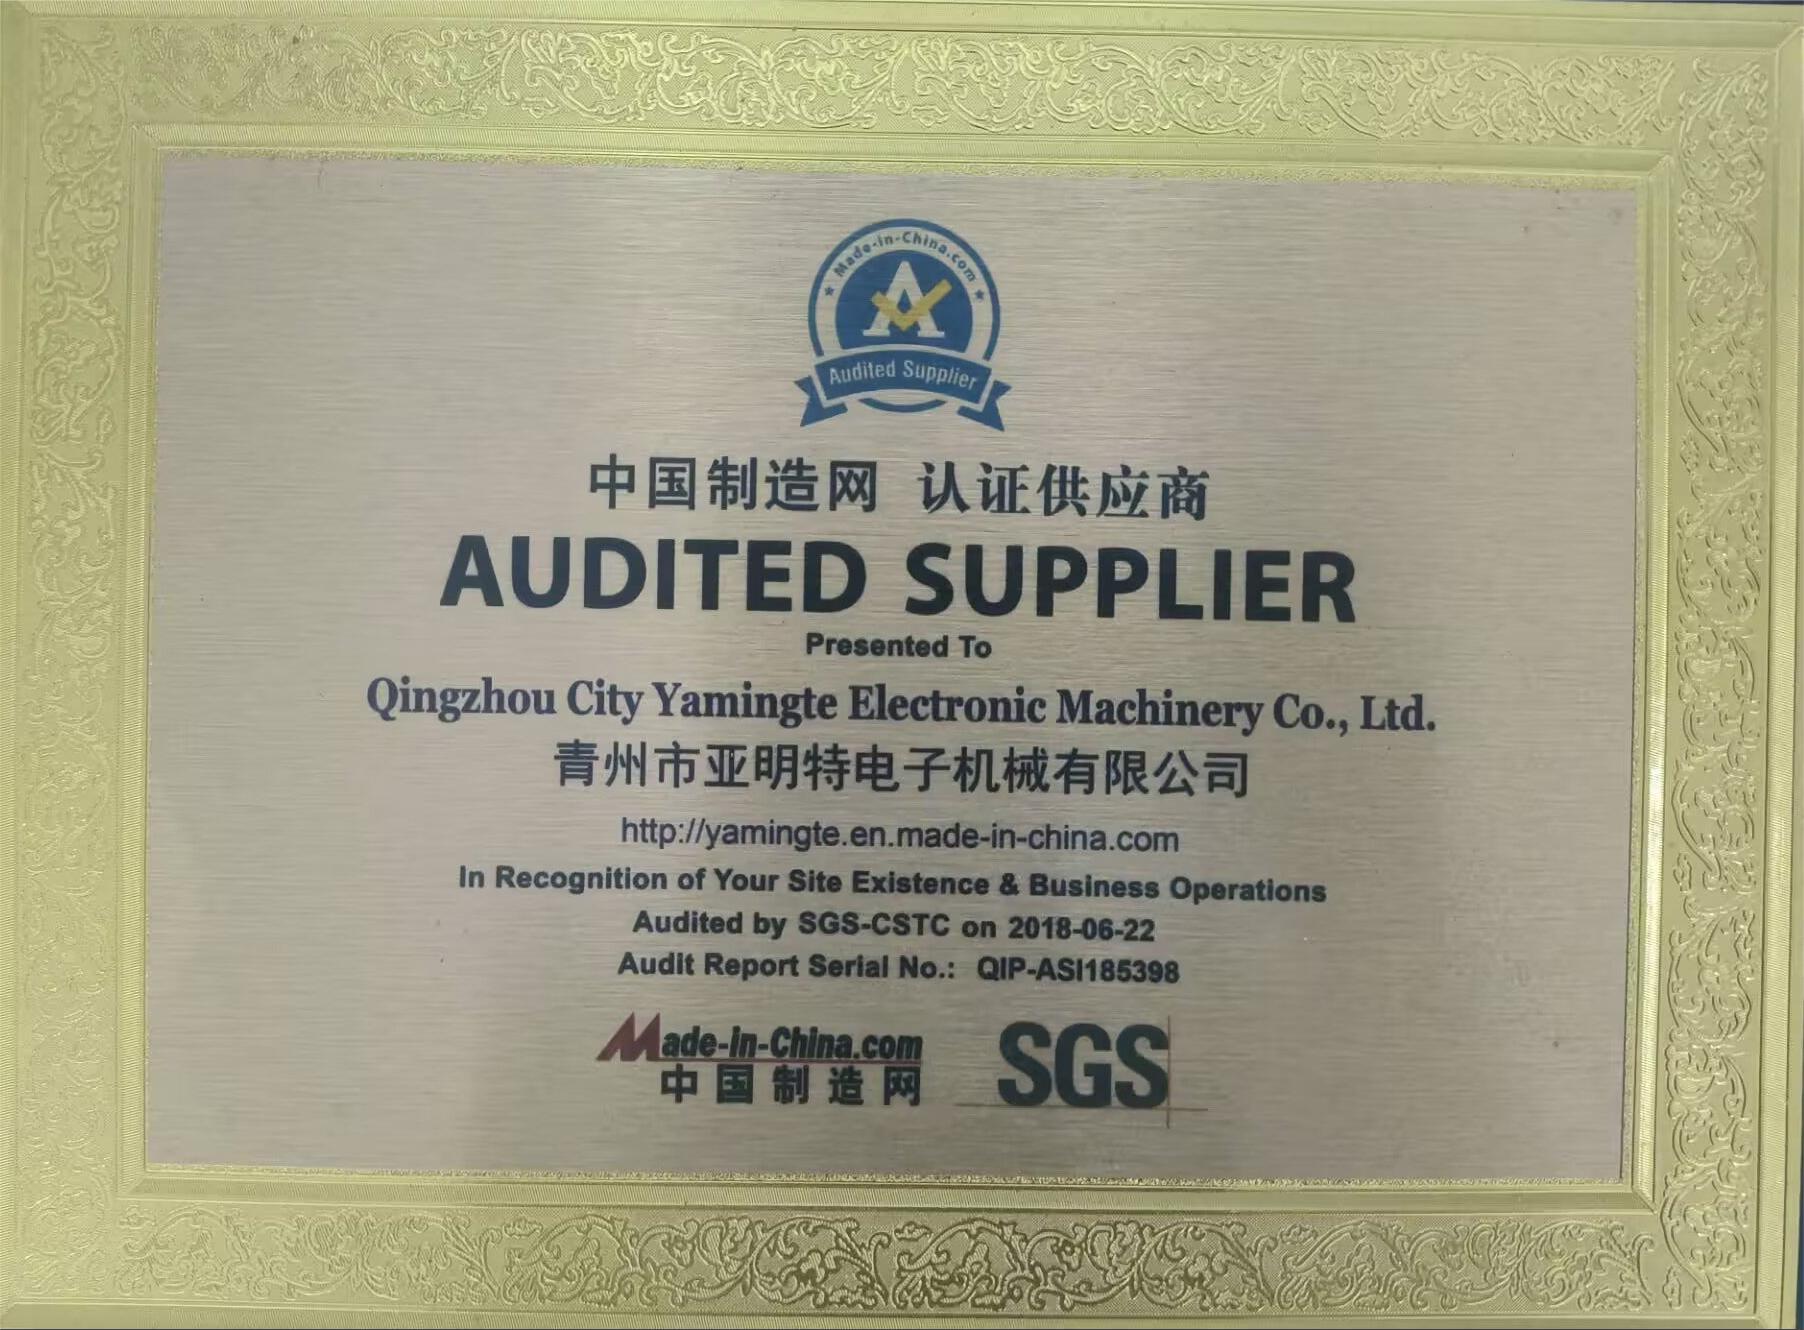 Made-in-China.com
A
Audited Supplier
中国制造网 认证供应商
AUDITED SUPPLIER
Presented To
Qingzhou City Yamingte Electronic Machinery Co., Ltd.
青州市亚明特电子机械有限公司
http://yamingte.en.made-in-china.com
In Recognition of Your Site Existence & Business Operations
Audited by SGS-CSTC on 2018-06-22
Audit Report Serial No.: QIP-ASI185398
Made-in-China.com
中国制造网
SGS